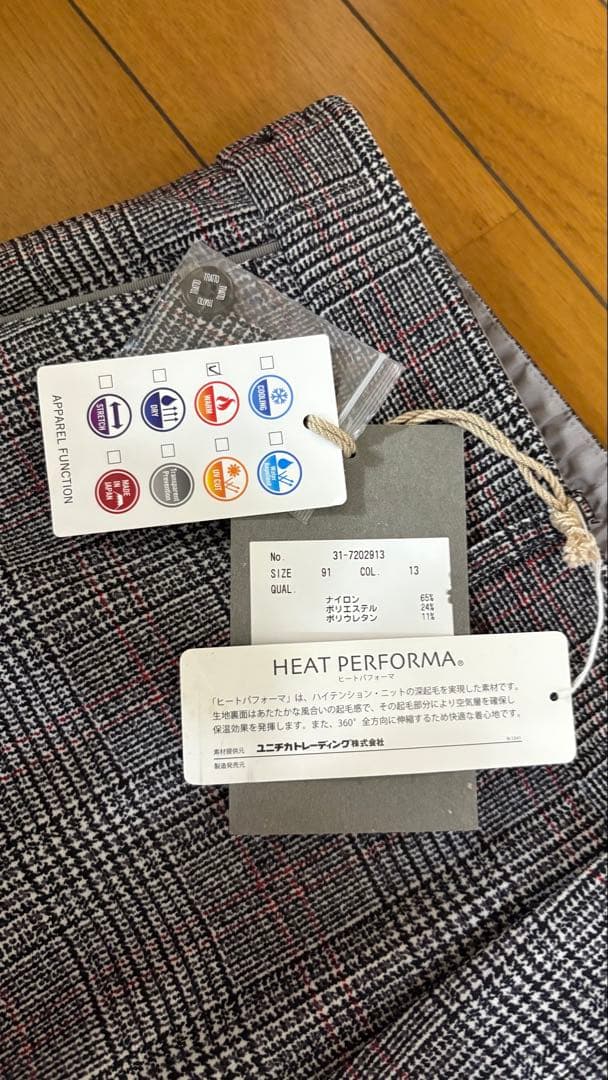 APPAREL FUNCTION
STRETCH
DRY
WARM
COOLING
MADE IN JAPAN
Transparent Prevention
UV CUT
Water
No. 31-7202913
SIZE 91 COL. 13
QUAL.
ナイロン 65%
ポリエステル 24%
ポリウレタン 11%
HEAT PERFORMA®
ヒートパフォーマ
「ヒートパフォーマ」は、ハイテンション・ニットの深起毛を実現した素材です。
生地裏面はあたたかな風合いの起毛感で、その起毛部分により空気層を確保し
保温効果を発揮します。また、360°全方向に伸縮するため快適な着心地です。
素材提供元 ユニチカトレーディング株式会社
製造発売元